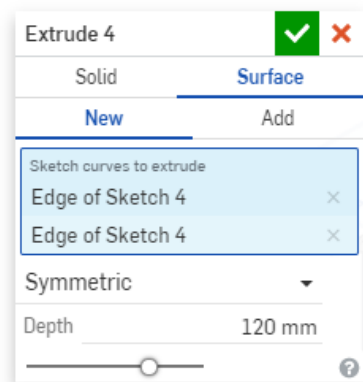 Extrude 4
Solid Surface
New Add
Sketch curves to extrude
Edge of Sketch 4
Edge of Sketch 4
Symmetric
Depth 120 mm
?